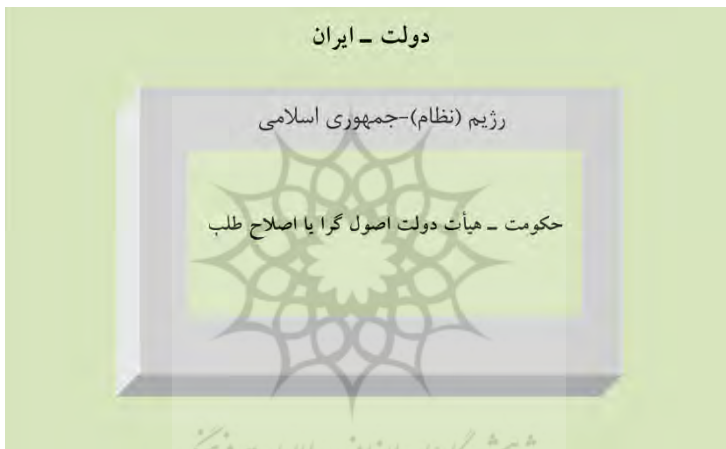 دولت ـ ایران
رژیم (نظام)-جمهوری اسلامی
حکومت ـ هیأت دولت اصول گرا یا اصلاح طلب